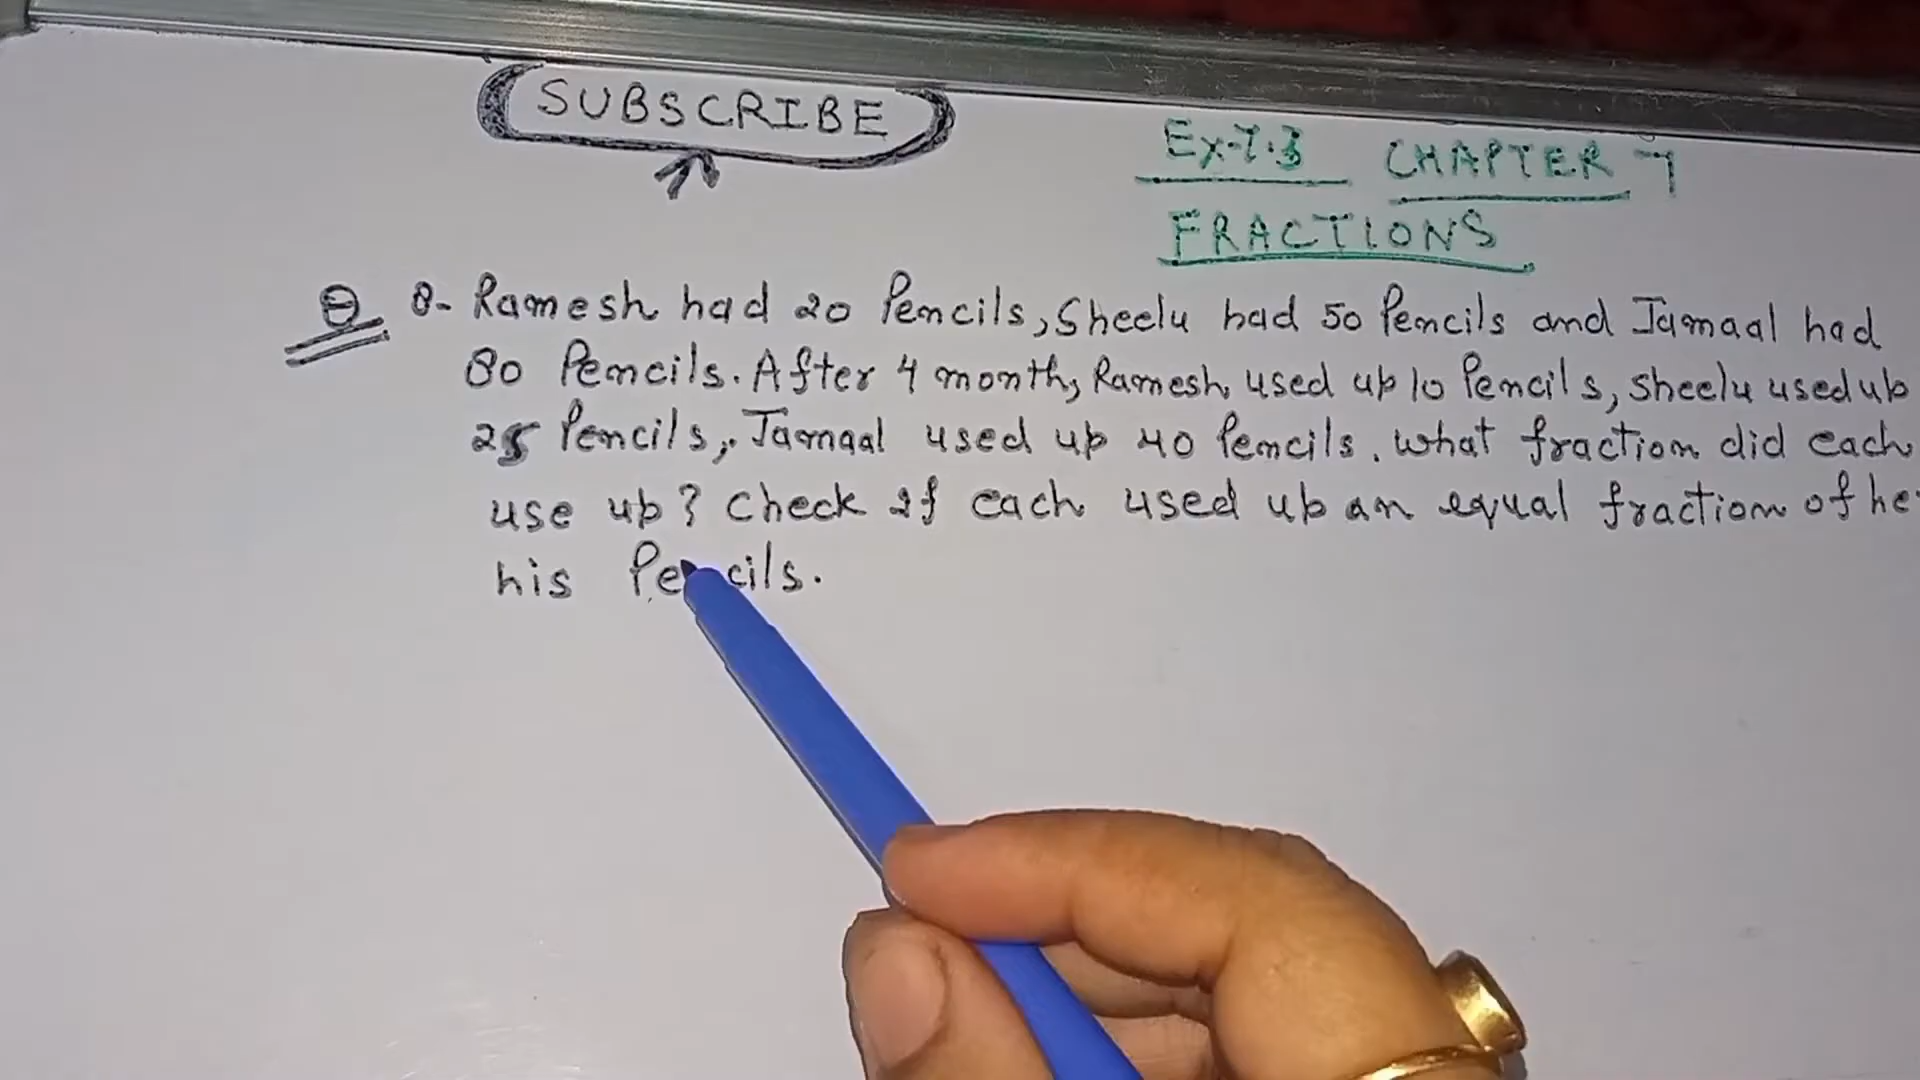 SUBSCRIBE
Ex-7.3 CHAPTER 7
FRACTIONS
Q 8- Ramesh had 20 Pencils, Sheelu had 50 Pencils and Jamaal had
80 Pencils. After 4 month, Ramesh used up 10 Pencils, Sheelu used up
25 Pencils, Jamaal used up 40 Pencils. What fraction did each
use up? Check if each used up an equal fraction of
his Pencils.